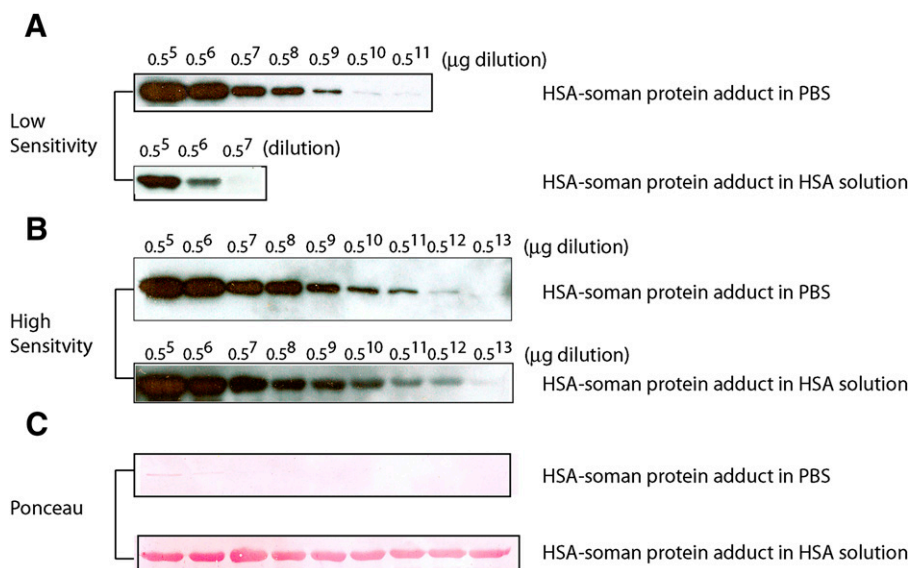 A
0.5⁵ 0.5⁶ 0.5⁷ 0.5⁸ 0.5⁹ 0.5¹⁰ 0.5¹¹ (μg dilution)
HSA-soman protein adduct in PBS
Low
Sensitivity
0.5⁵ 0.5⁶ 0.5⁷ (dilution)
HSA-soman protein adduct in HSA solution
B
0.5⁵ 0.5⁶ 0.5⁷ 0.5⁸ 0.5⁹ 0.5¹⁰ 0.5¹¹ 0.5¹² 0.5¹³ (μg dilution)
HSA-soman protein adduct in PBS
High
Sensitvity
0.5⁵ 0.5⁶ 0.5⁷ 0.5⁸ 0.5⁹ 0.5¹⁰ 0.5¹¹ 0.5¹² 0.5¹³ (μg dilution)
HSA-soman protein adduct in HSA solution
C
HSA-soman protein adduct in PBS
Ponceau
HSA-soman protein adduct in HSA solution